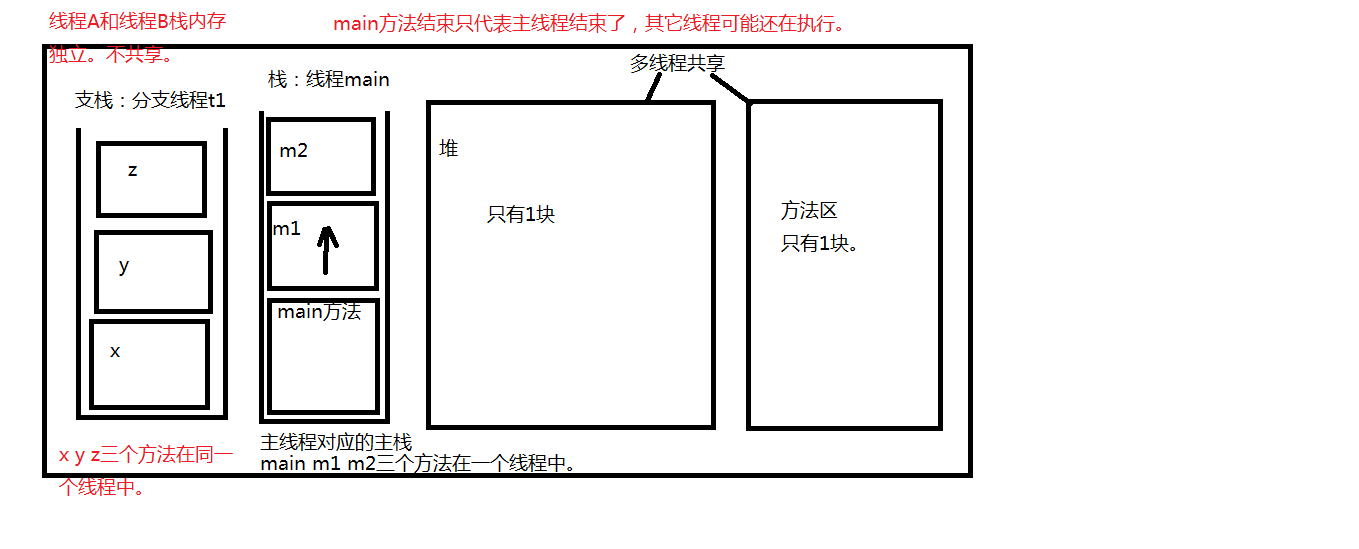 线程A和线程B栈内存
独立。不共享。
main方法结束只代表主线程结束了，其它线程可能还在执行。
多线程共享
栈：线程main
支栈：分支线程t1
z
y
x
m2
m1
main方法
堆
只有1块
方法区
只有1块。
主线程对应的主栈
main m1 m2三个方法在一个线程中。
x y z三个方法在同一
个线程中。